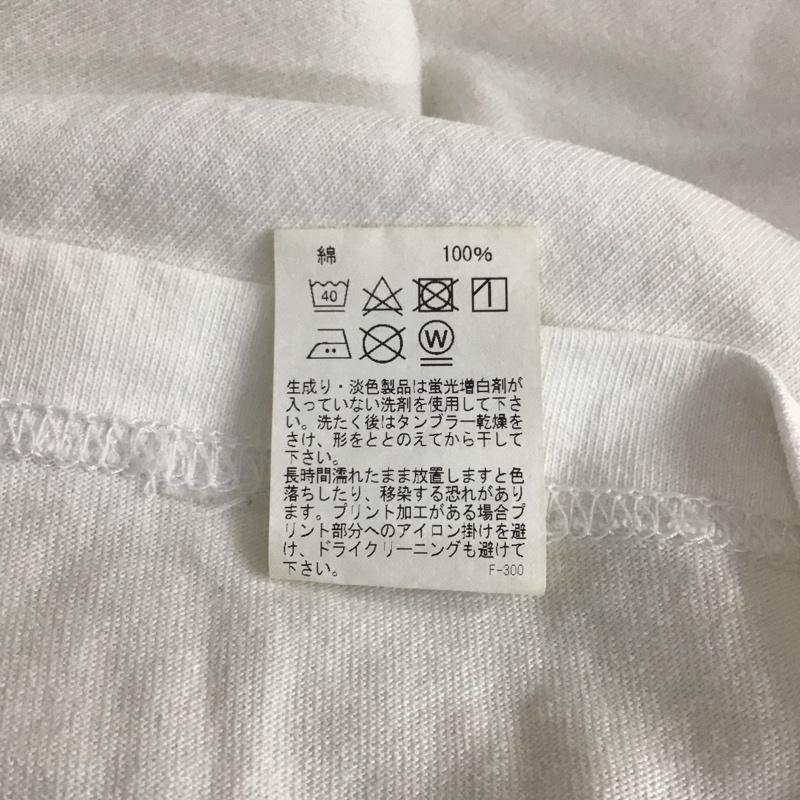 綿 100%
40
W
生成り・淡色製品は蛍光増白剤が
入っていない洗剤を使用して下さ
い。洗たく後はタンブラー乾燥を
さけ、形をととのえてから干して
下さい。
長時間濡れたまま放置しますと色
落ちしたり、移染する恐れがあり
ます。プリント加工がある場合プ
リント部分へのアイロン掛けを避
け、ドライクリーニングも避けて
下さい。 F-300